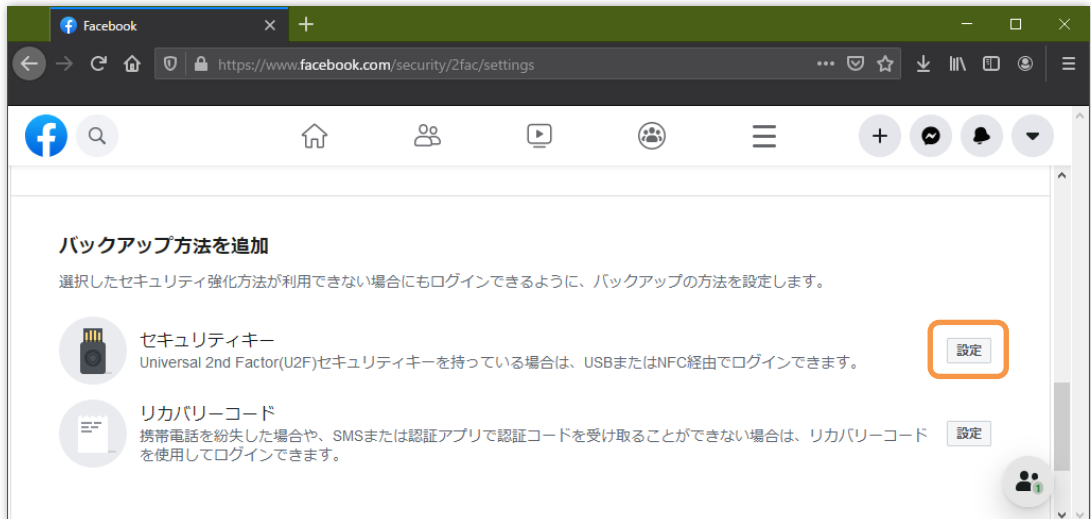 Facebook
https://www.facebook.com/security/2fac/settings
バックアップ方法を追加
選択したセキュリティ強化方法が利用できない場合にもログインできるように、バックアップの方法を設定します。
セキュリティキー
Universal 2nd Factor(U2F)セキュリティキーを持っている場合は、USBまたはNFC経由でログインできます。
設定
リカバリーコード
携帯電話を紛失した場合や、SMSまたは認証アプリで認証コードを受け取ることができない場合は、リカバリーコード
を使用してログインできます。
設定
1